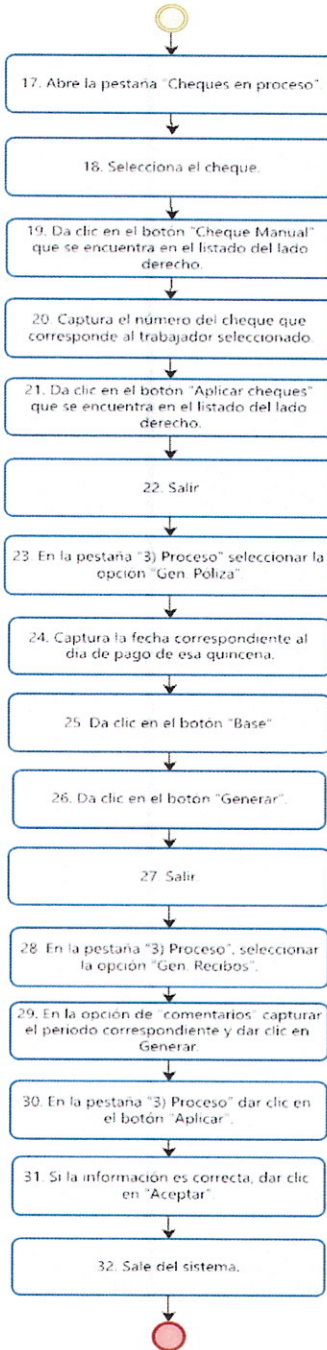 17. Abre la pestaña "Cheques en proceso".
18. Selecciona el cheque.
19. Da clic en el botón "Cheque Manual"
que se encuentra en el listado del lado
derecho.
20. Captura el número del cheque que
corresponde al trabajador seleccionado.
21. Da clic en el botón "Aplicar cheques"
que se encuentra en el listado del lado
derecho.
22. Salir
23. En la pestaña "3) Proceso" seleccionar la
opción "Gen. Poliza".
24. Captura la fecha correspondiente al
dia de pago de esa quincena.
25. Da clic en el botón "Base"
26. Da clic en el botón "Generar".
27. Salir.
28. En la pestaña "3) Proceso", seleccionar
la opción "Gen. Recibos".
29. En la opción de "comentarios" capturar
el periodo correspondiente y dar clic en
Generar.
30. En la pestaña "3) Proceso" dar clic en
el botón "Aplicar".
31. Si la información es correcta, dar clic
en "Aceptar".
32. Sale del sistema.